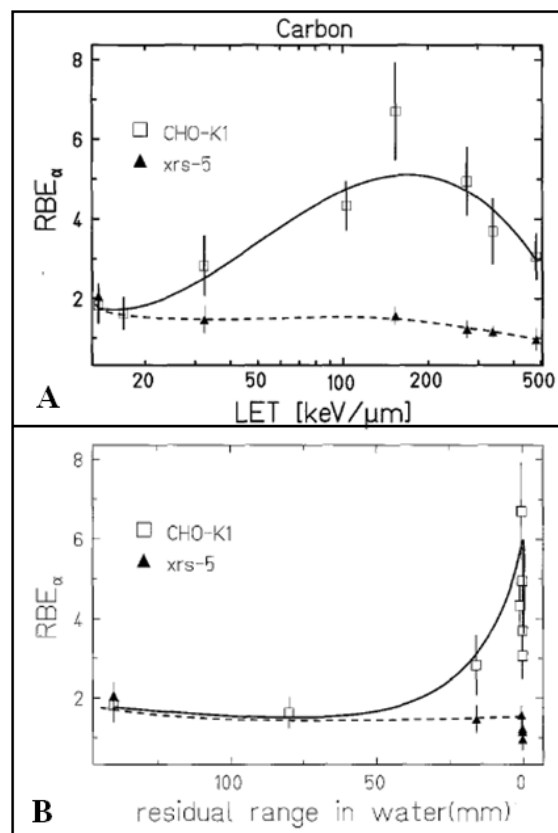 Carbon
8
6
4
2
RBEα
CHO-K1
xrs-5
20
50
100
200
500
LET [keV/μm]
A
8
6
4
2
RBEα
CHO-K1
xrs-5
100
50
0
residual range in water(mm)
B